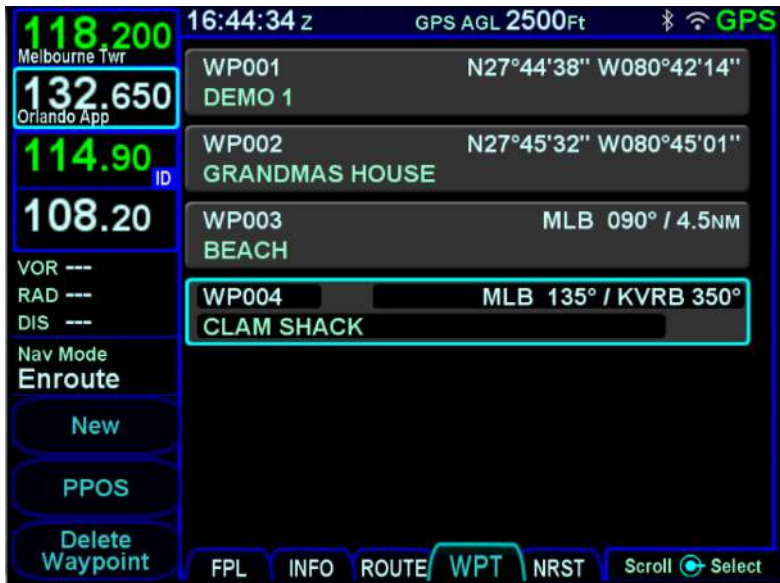 118.200
Melbourne Twr
132.650
Orlando App
114.90
ID
108.20
VOR ---
RAD ---
DIS ---
Nav Mode
Enroute
New
PPOS
Delete
Waypoint
16:44:34 Z GPS AGL 2500Ft GPS
WP001 N27°44'38" W080°42'14"
DEMO 1
WP002 N27°45'32" W080°45'01"
GRANDMAS HOUSE
WP003 MLB 090° / 4.5NM
BEACH
WP004 MLB 135° / KVRB 350°
CLAM SHACK
FPL INFO ROUTE WPT NRST Scroll Select